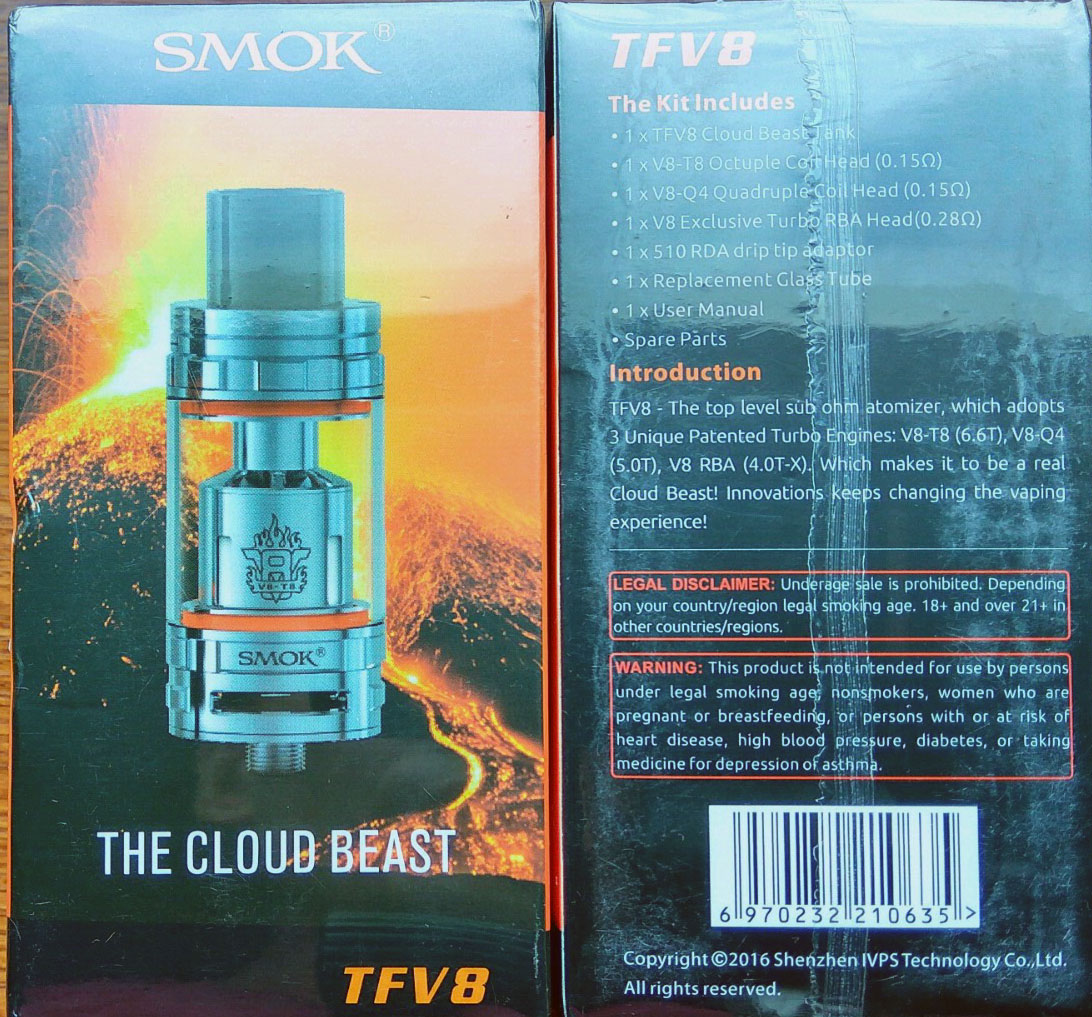 SMOK®
V8-T8
SMOK®
THE CLOUD BEAST
TFV8
TFV8
The Kit Includes
• 1 x TFV8 Cloud Beast Tank
• 1 x V8-T8 Octuple Coil Head (0.15Ω)
• 1 x V8-Q4 Quadruple Coil Head (0.15Ω)
• 1 x V8 Exclusive Turbo RBA Head(0.28Ω)
• 1 x 510 RDA drip tip adaptor
• 1 x Replacement Glass Tube
• 1 x User Manual
• Spare Parts
Introduction
TFV8 - The top level sub ohm atomizer, which adopts
3 Unique Patented Turbo Engines: V8-T8 (6.6T), V8-Q4
(5.0T), V8 RBA (4.0T-X). Which makes it to be a real
Cloud Beast! Innovations keeps changing the vaping
experience!
LEGAL DISCLAIMER: Underage sale is prohibited. Depending
on your country/region legal smoking age. 18+ and over 21+ in
other countries/regions.
WARNING: This product is not intended for use by persons
under legal smoking age, nonsmokers, women who are
pregnant or breastfeeding, or persons with or at risk of
heart disease, high blood pressure, diabetes, or taking
medicine for depression of asthma.
6 970232 210635 >
Copyright ©2016 Shenzhen IVPS Technology Co.,Ltd.
All rights reserved.